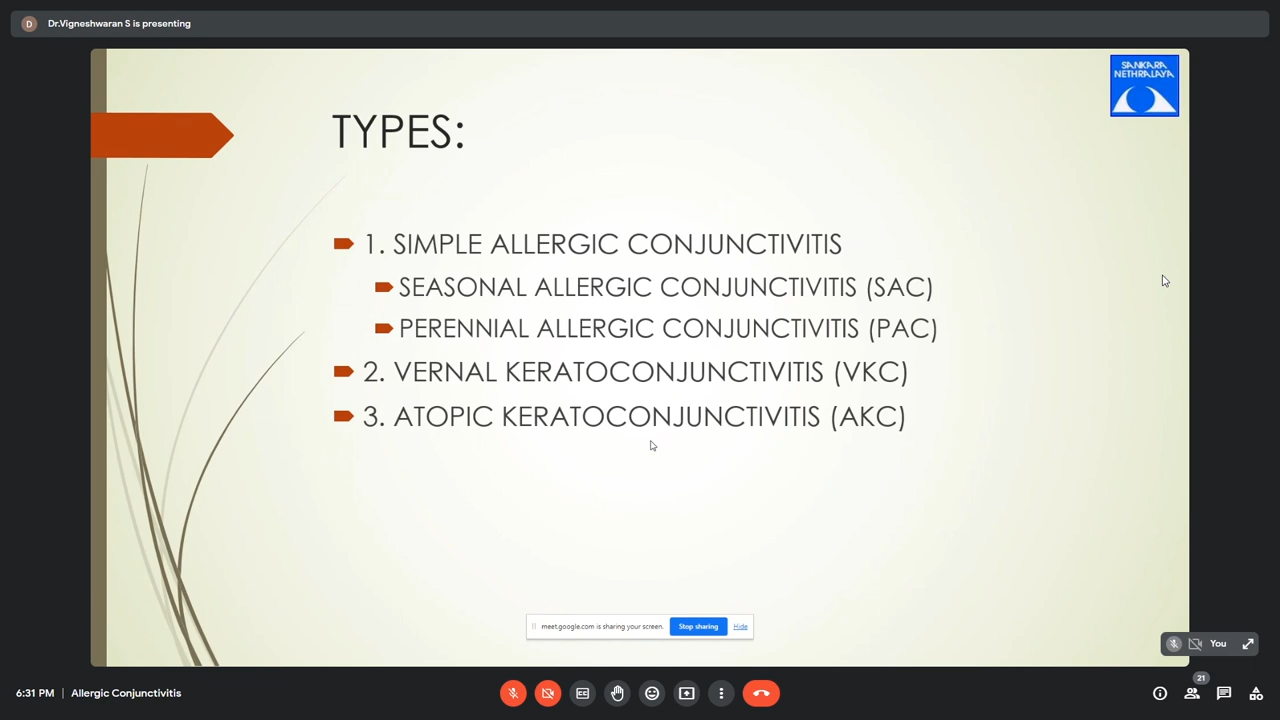 D
Dr.Vigneshwaran S is presenting
SANKARA
NETHRALAYA
TYPES:
1. SIMPLE ALLERGIC CONJUNCTIVITIS
SEASONAL ALLERGIC CONJUNCTIVITIS (SAC)
PERENNIAL ALLERGIC CONJUNCTIVITIS (PAC)
2. VERNAL KERATOCONJUNCTIVITIS (VKC)
3. ATOPIC KERATOCONJUNCTIVITIS (AKC)
meet.google.com is sharing your screen. Stop sharing Hide
You
21
6:31 PM | Allergic Conjunctivitis